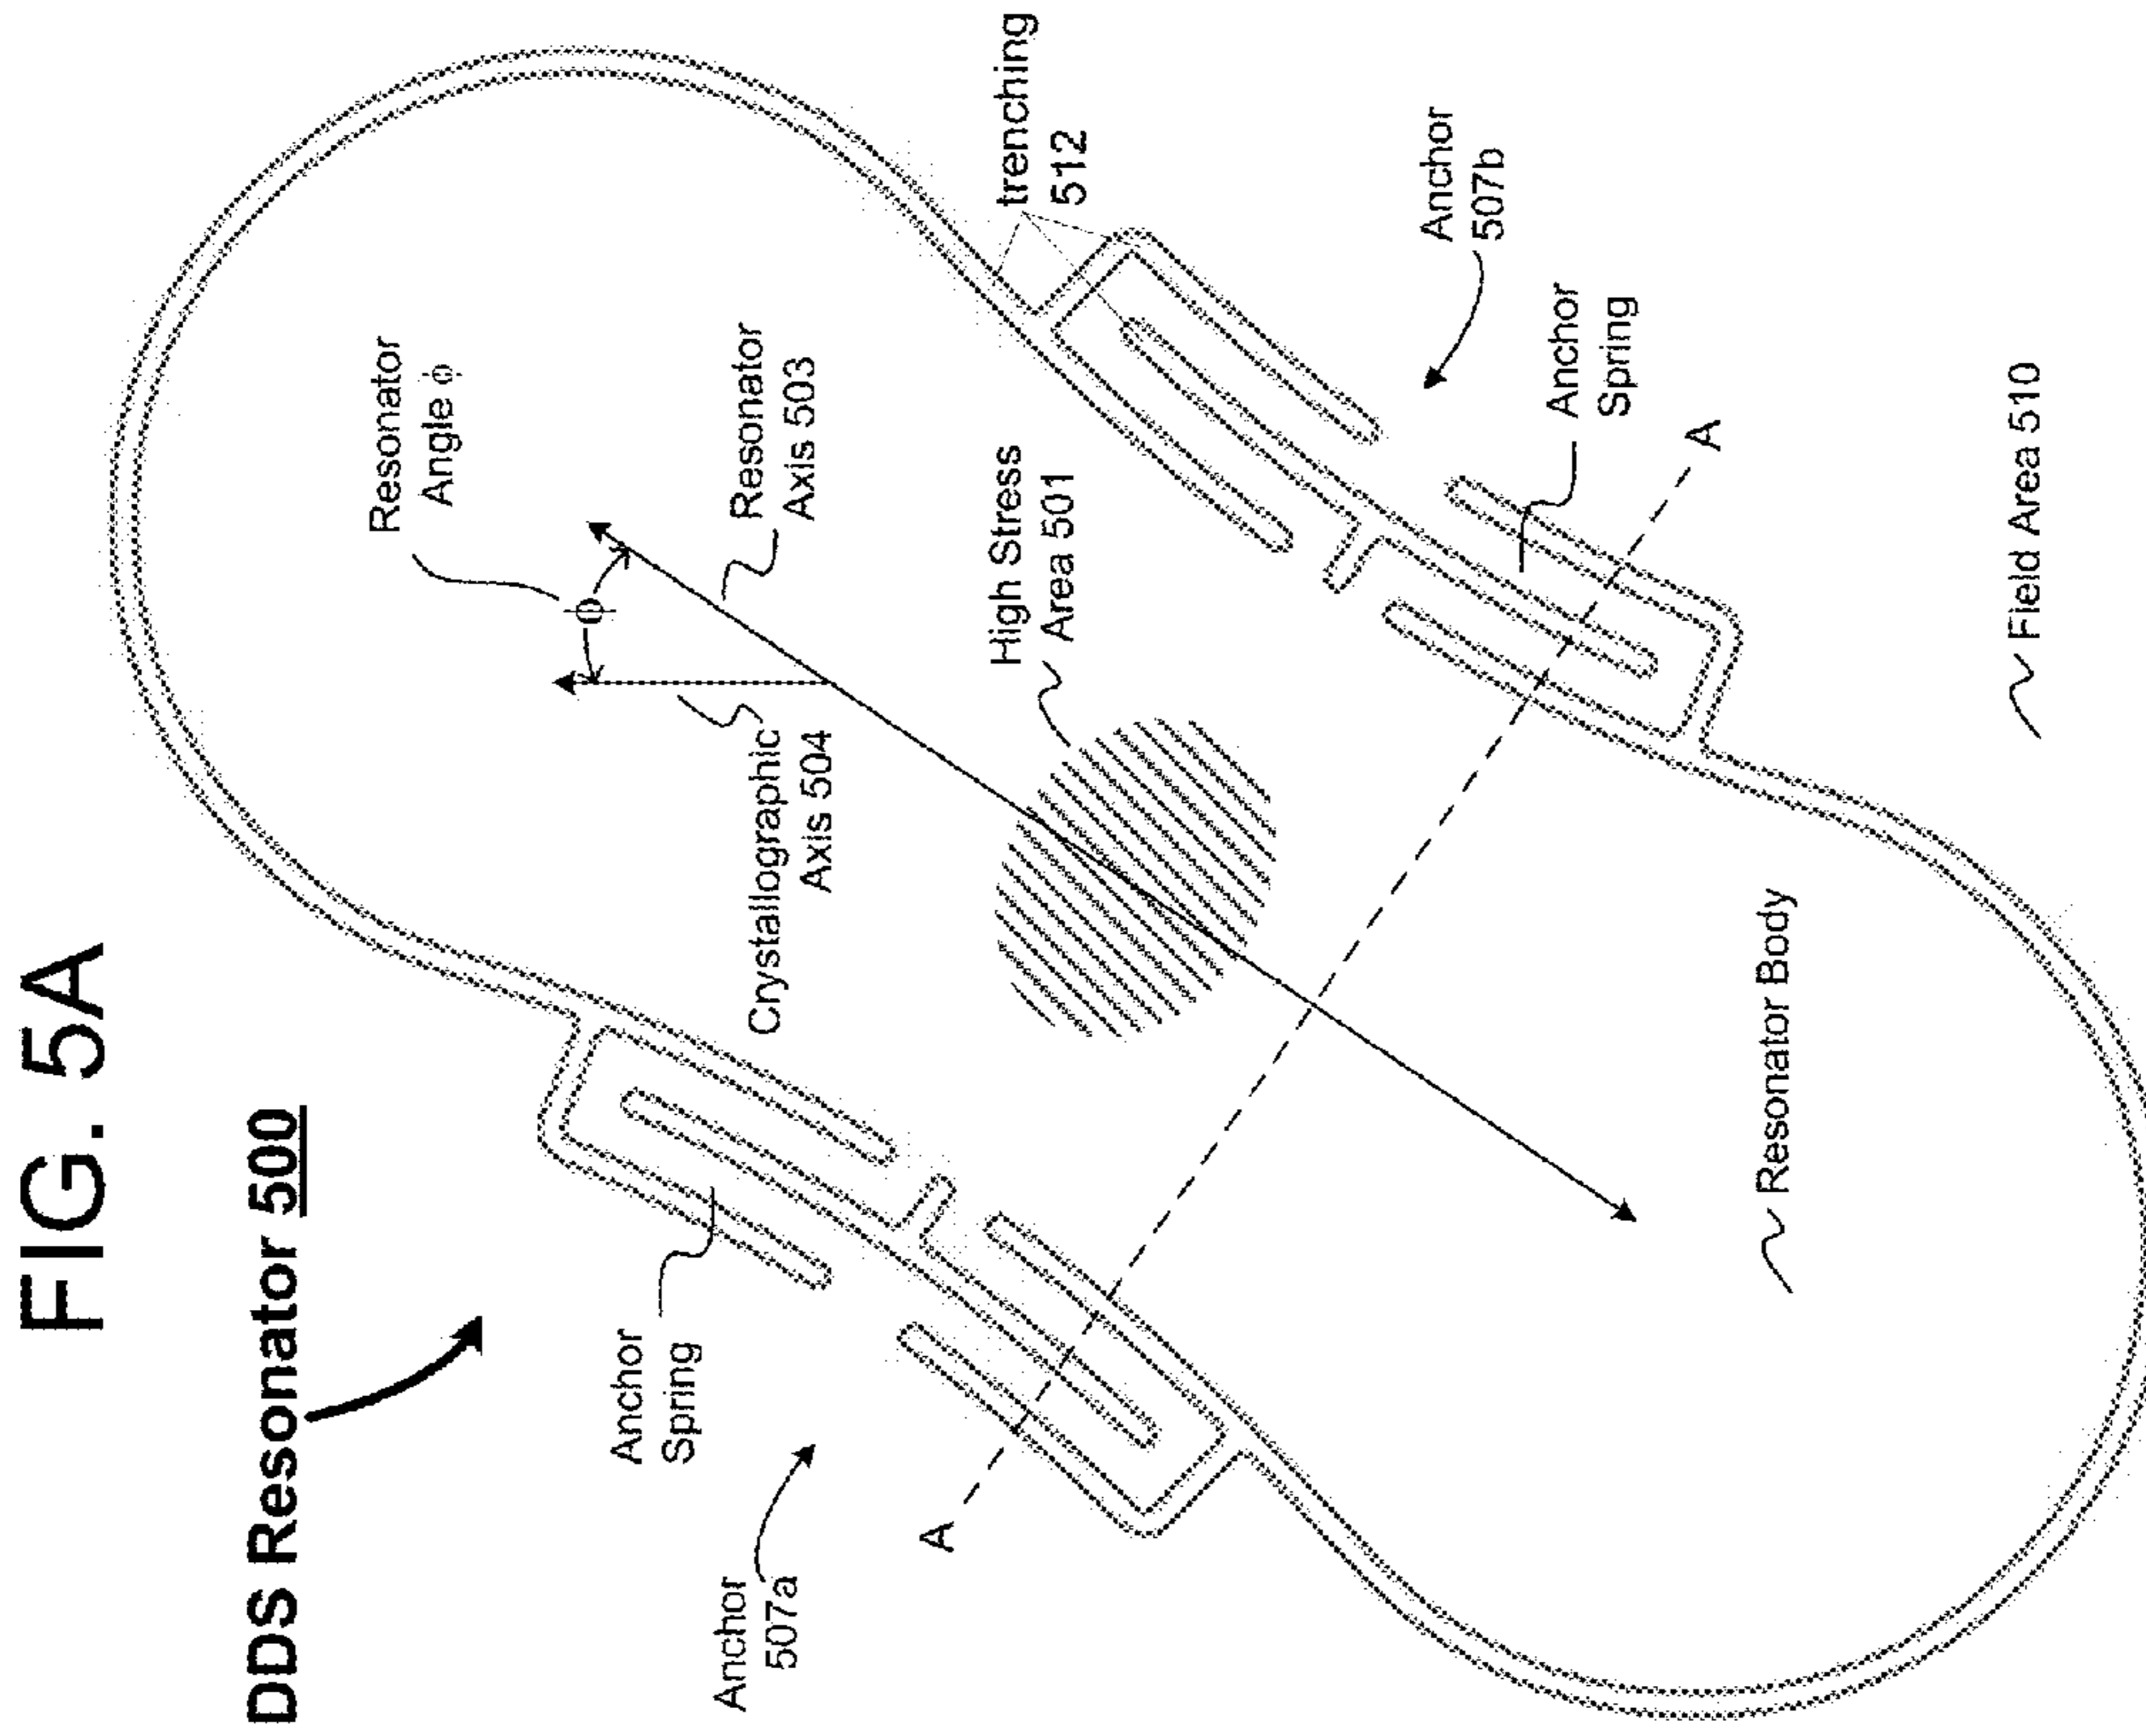 FIG. 5A
DDS Resonator 500
Resonator
Angle ϕ
ϕ
Resonator
Axis 503
Crystallographic
Axis 504
High Stress
Area 501
trenching
512
Anchor
507b
Anchor
Spring
A
Field Area 510
Anchor
Spring
Anchor
507a
A
Resonator Body